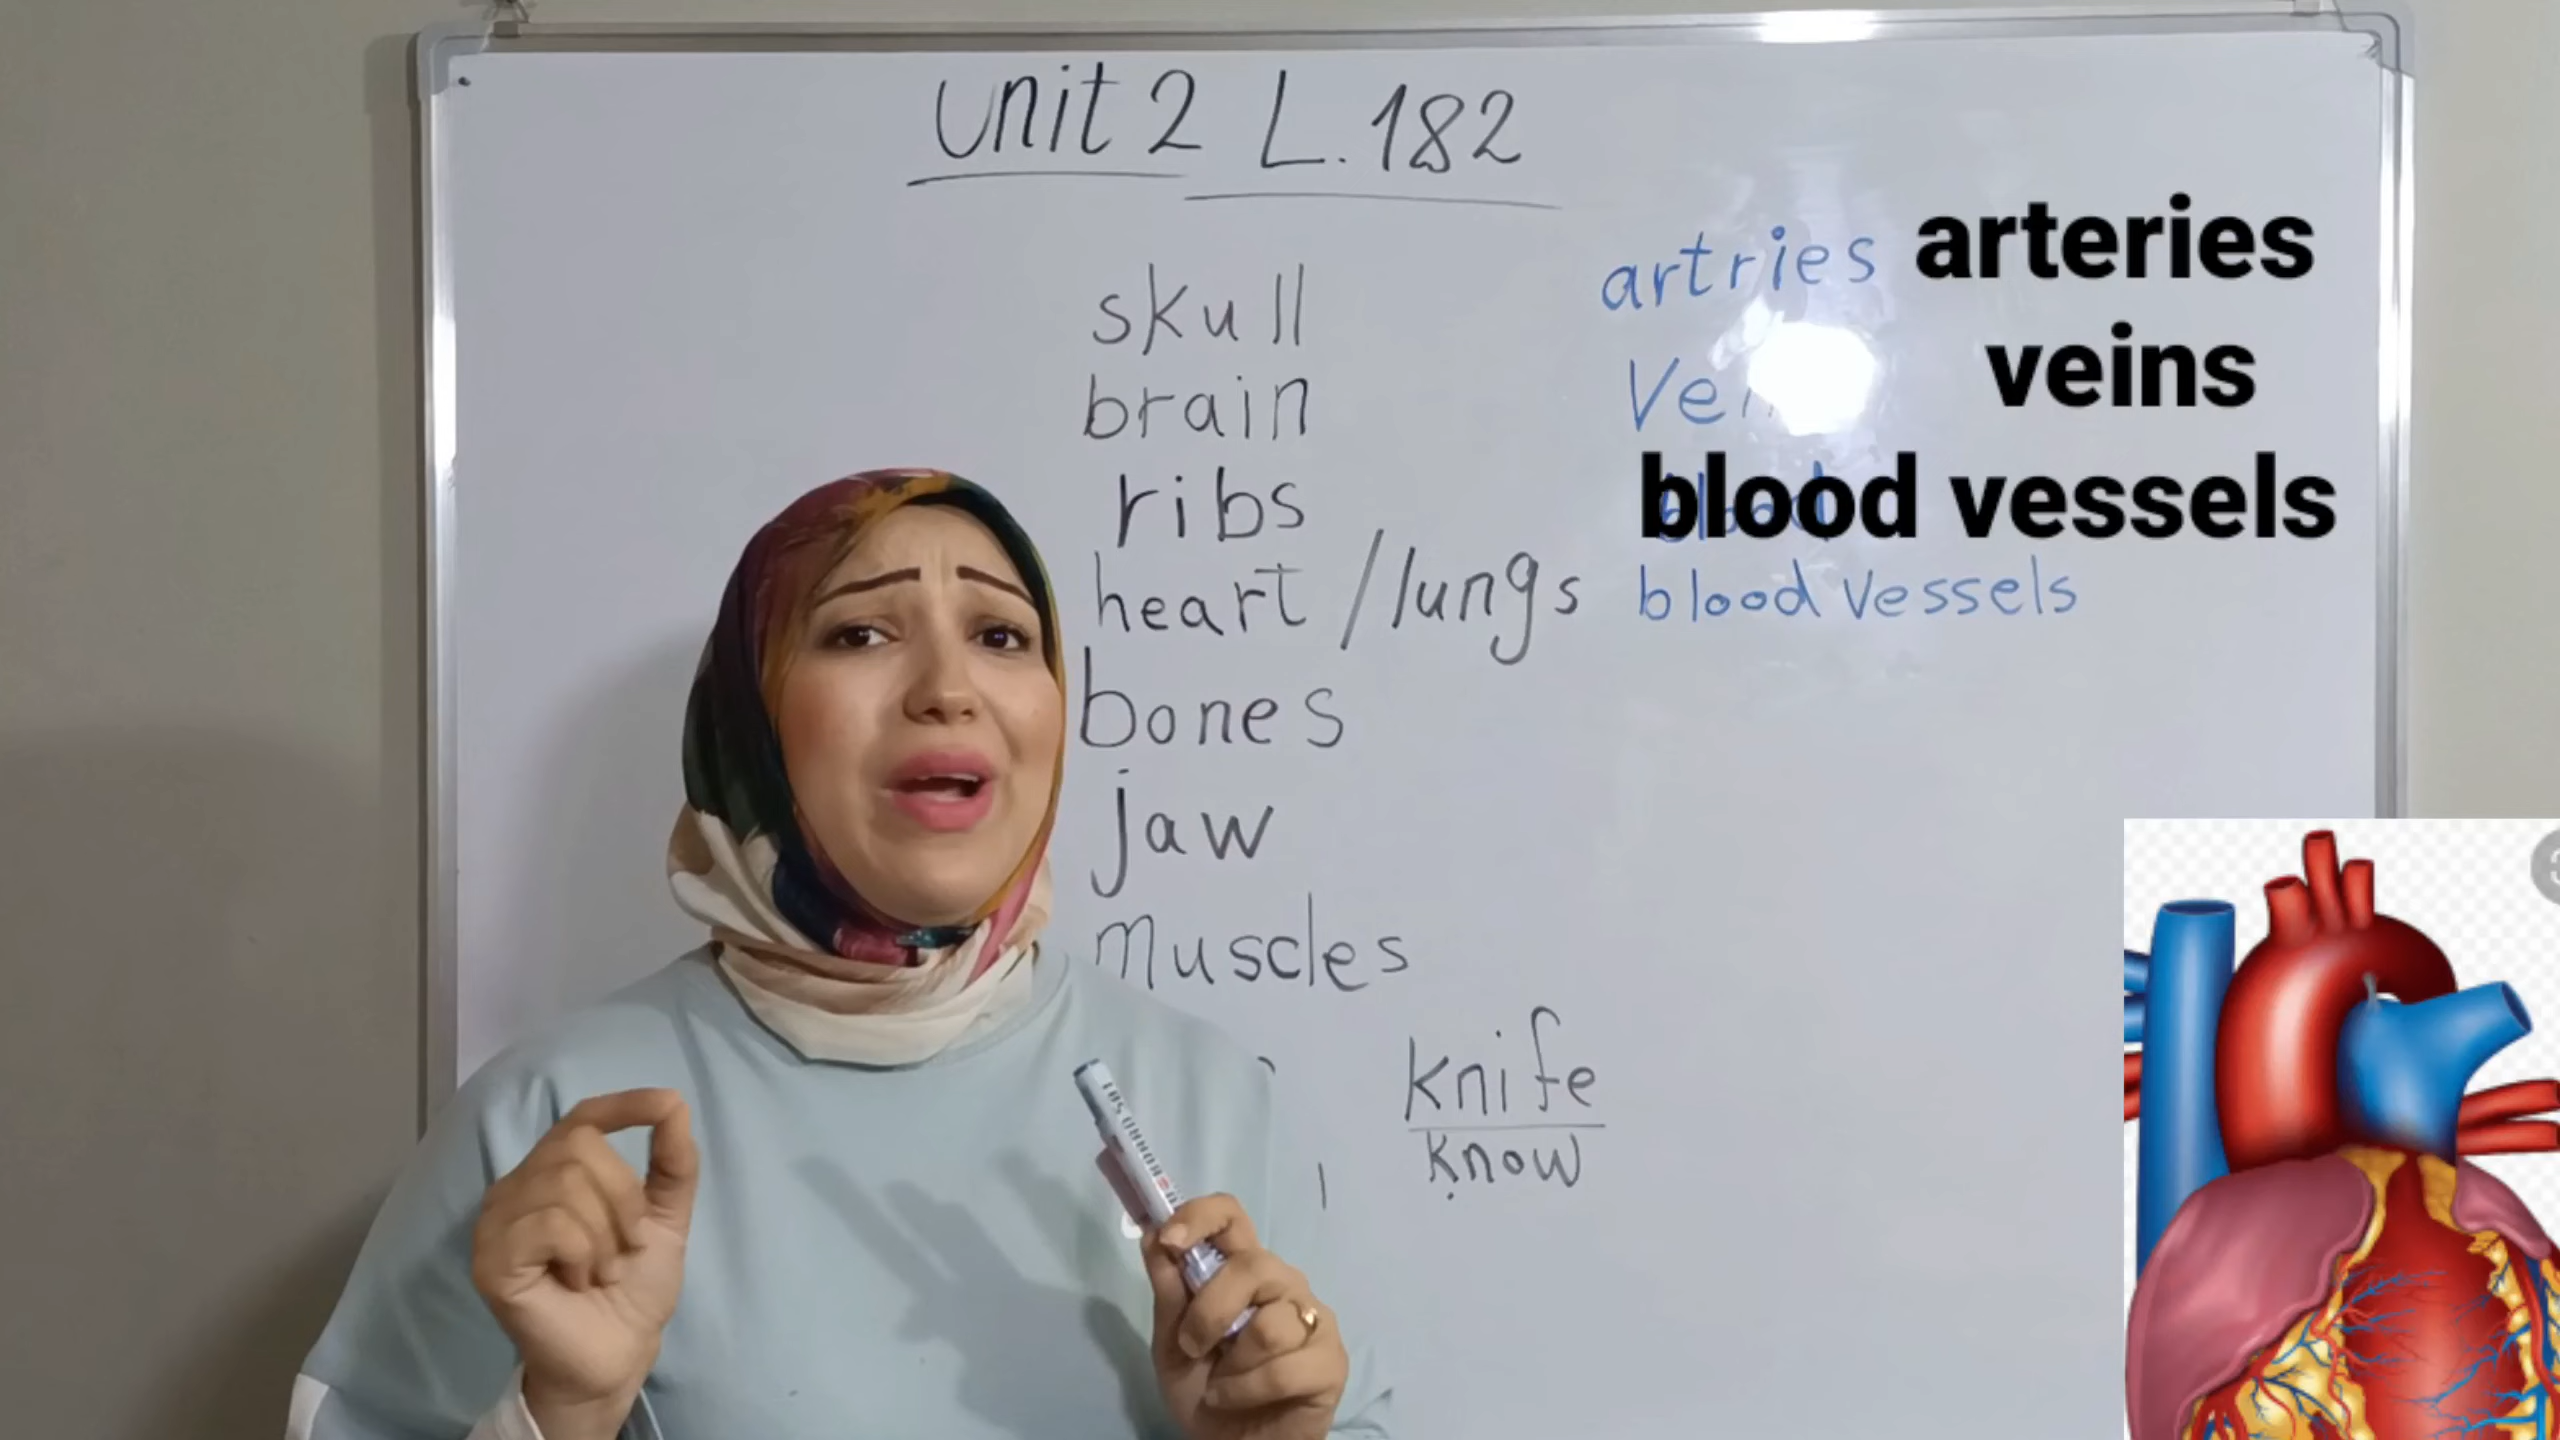 Unit 2 L. 182
skull
brain
ribs
heart / lungs
bones
jaw
muscles
knife
know
artries
blood
blood vessels
arteries
veins
blood vessels